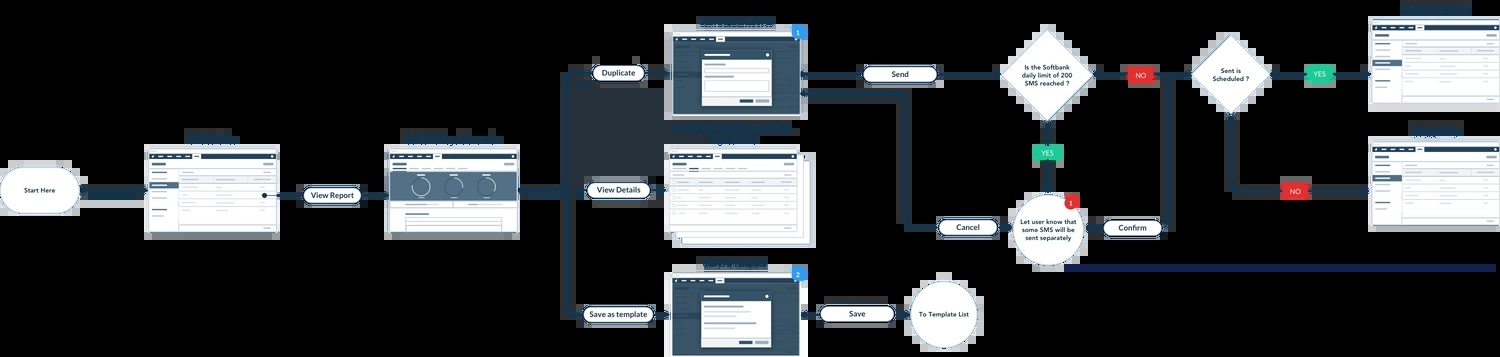 Start Here
View Report
Duplicate
View Details
Save as template
1
Send
Is the Softbank
daily limit of 200
SMS reached ?
NO
YES
Sent is
Scheduled ?
YES
NO
1
Let user know that
some SMS will be
sent separately
Cancel
Confirm
2
Save
To Template List